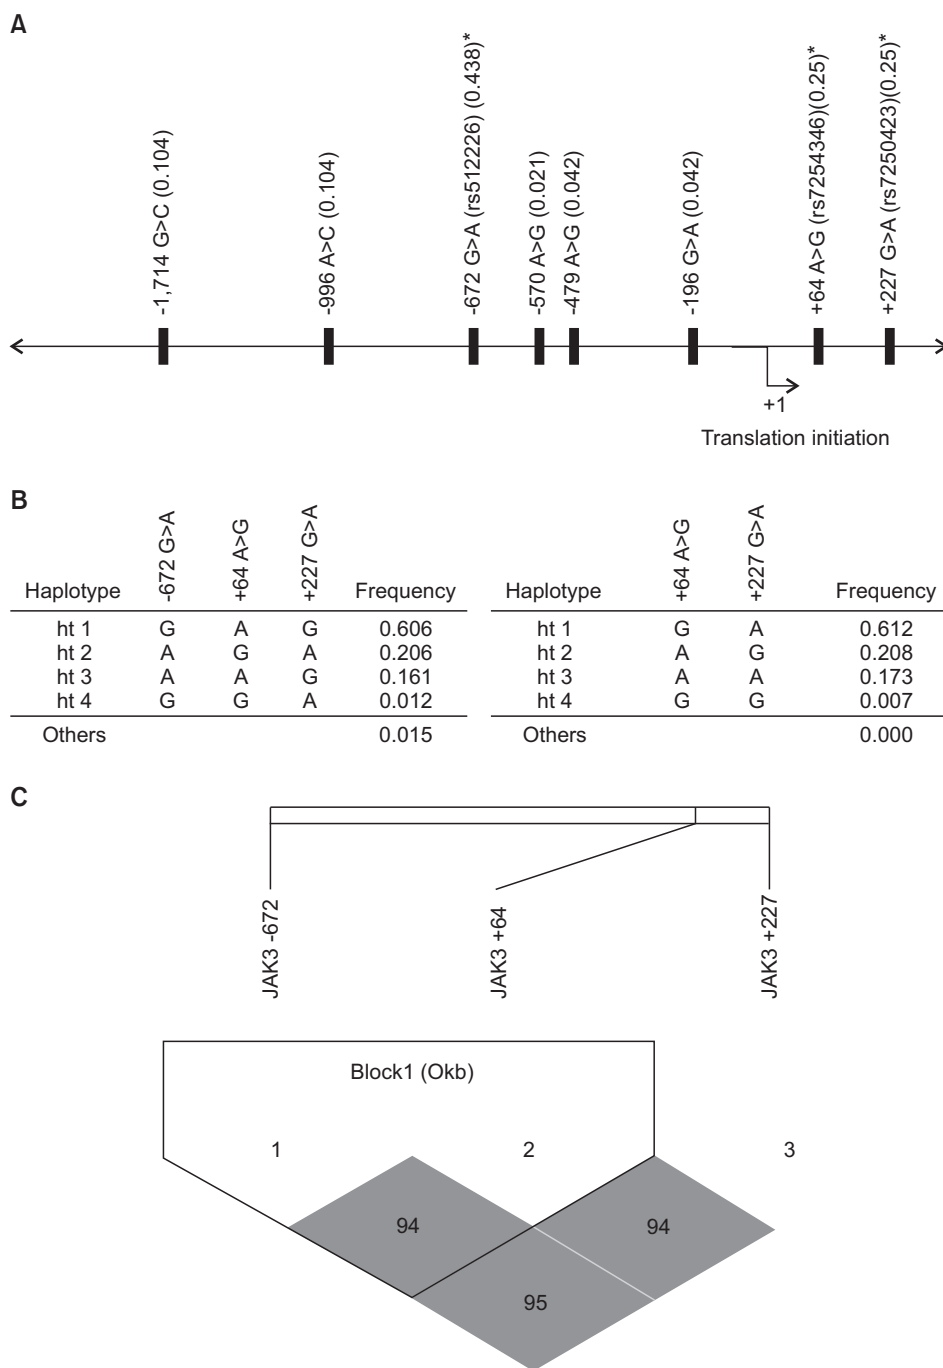 A
-1,714 G>C (0.104)
-996 A>C (0.104)
-672 G>A (rs512226) (0.438)*
-570 A>G (0.021)
-479 A>G (0.042)
-196 G>A (0.042)
+64 A>G (rs7254346)(0.25)*
+227 G>A (rs7250423)(0.25)*
+1
Translation initiation
B
Haplotype -672 G>A +64 A>G +227 G>A Frequency
ht 1 G A G 0.606
ht 2 A G A 0.206
ht 3 A A G 0.161
ht 4 G G A 0.012
Others 0.015
Haplotype +64 A>G +227 G>A Frequency
ht 1 G A 0.612
ht 2 A G 0.208
ht 3 A A 0.173
ht 4 G G 0.007
Others 0.000
C
JAK3 -672
JAK3 +64
JAK3 +227
Block1 (Okb)
1 2 3
94 94
95